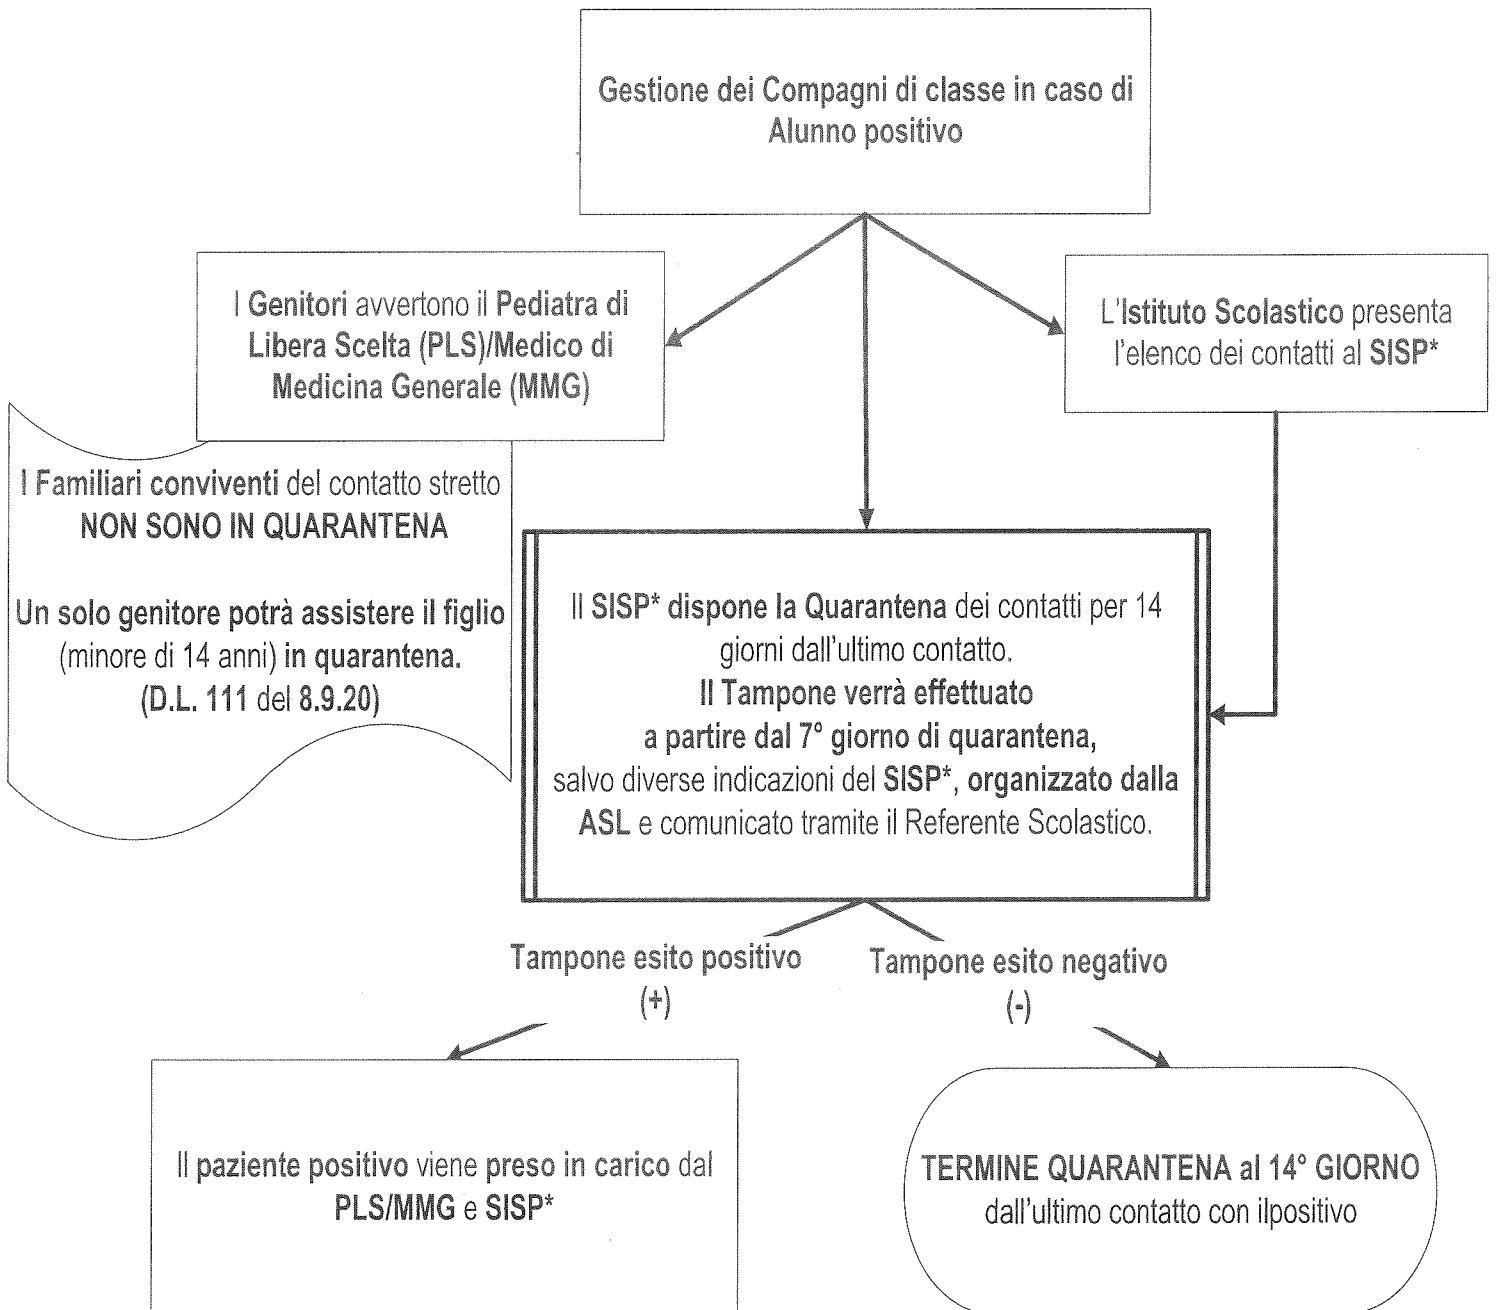 Gestione dei Compagni di classe in caso di
Alunno positivo
I Genitori avvertono il Pediatra di
Libera Scelta (PLS)/Medico di
Medicina Generale (MMG)
L'Istituto Scolastico presenta
l'elenco dei contatti al SISP*
I Familiari conviventi del contatto stretto
NON SONO IN QUARANTENA
Un solo genitore potrà assistere il figlio
(minore di 14 anni) in quarantena.
(D.L. 111 del 8.9.20)
Il SISP* dispone la Quarantena dei contatti per 14
giorni dall'ultimo contatto.
Il Tampone verrà effettuato
a partire dal 7° giorno di quarantena,
salvo diverse indicazioni del SISP*, organizzato dalla
ASL e comunicato tramite il Referente Scolastico.
Tampone esito positivo
(+)
Tampone esito negativo
(-)
Il paziente positivo viene preso in carico dal
PLS/MMG e SISP*
TERMINE QUARANTENA al 14° GIORNO
dall'ultimo contatto con ilpositivo